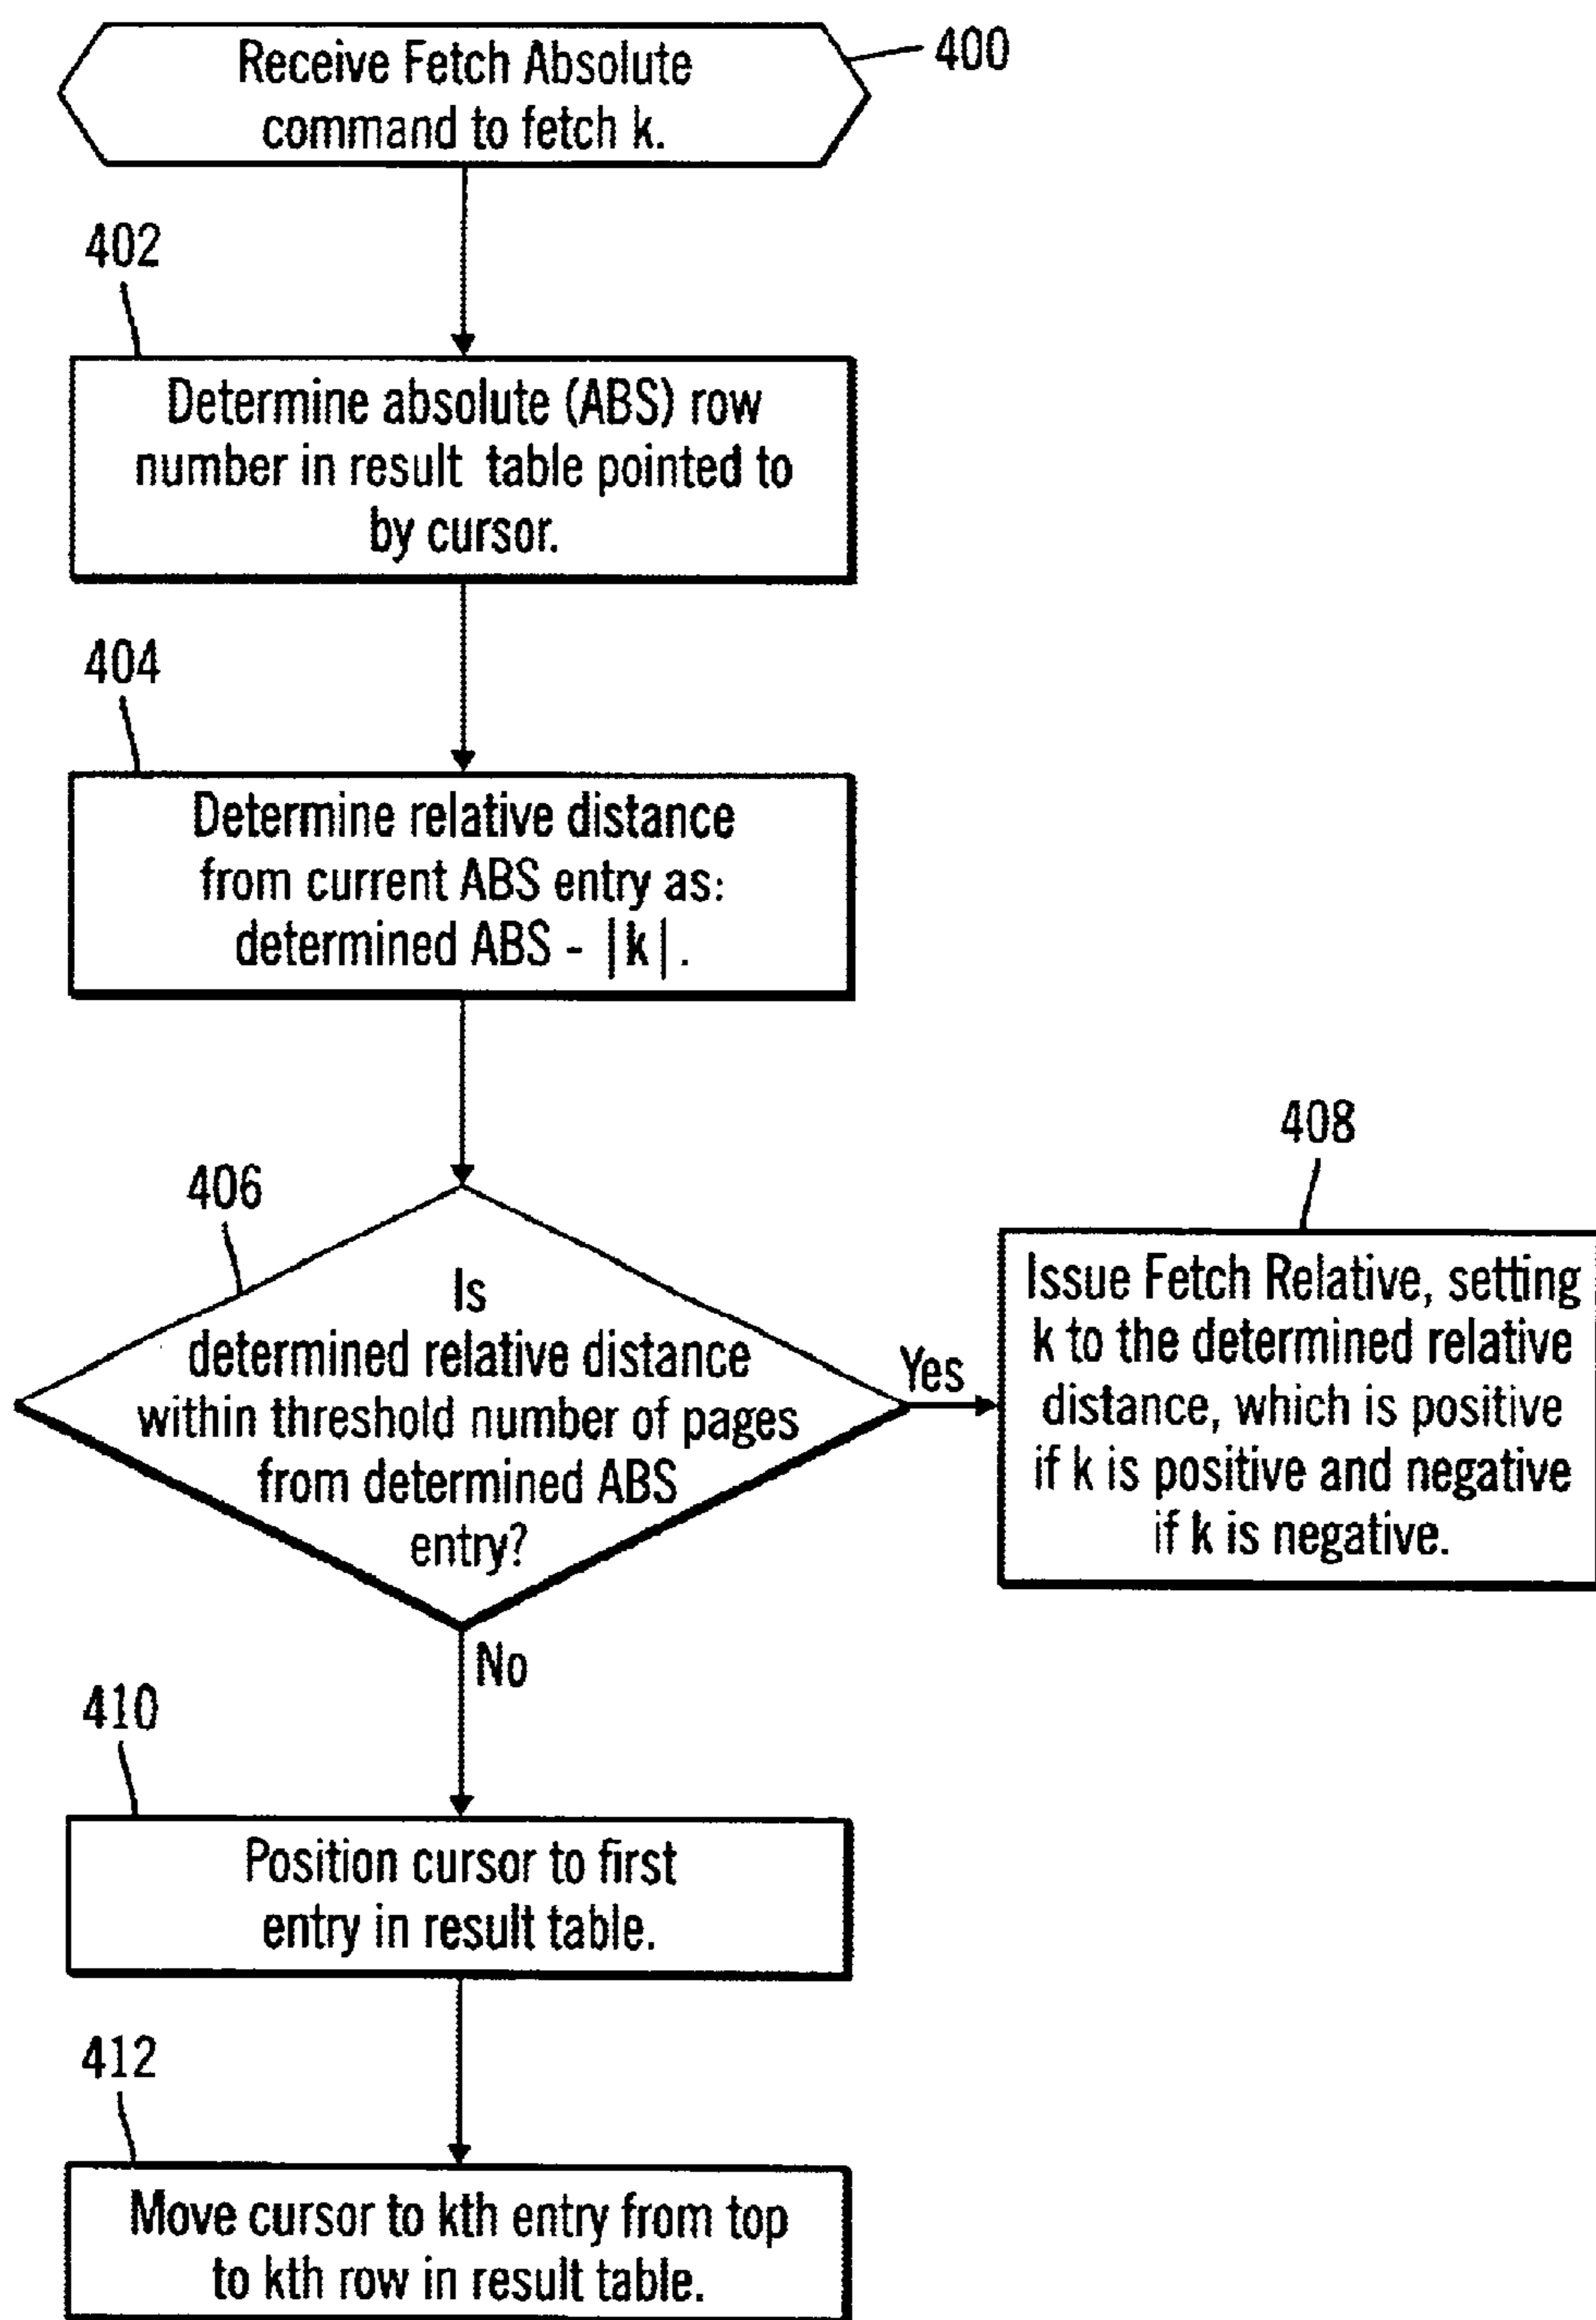 Receive Fetch Absolute
command to fetch k.
400
402
Determine absolute (ABS) row
number in result table pointed to
by cursor.
404
Determine relative distance
from current ABS entry as:
determined ABS - |k|.
406
Is
determined relative distance
within threshold number of pages
from determined ABS
entry?
Yes
408
Issue Fetch Relative, setting
k to the determined relative
distance, which is positive
if k is positive and negative
if k is negative.
No
410
Position cursor to first
entry in result table.
412
Move cursor to kth entry from top
to kth row in result table.